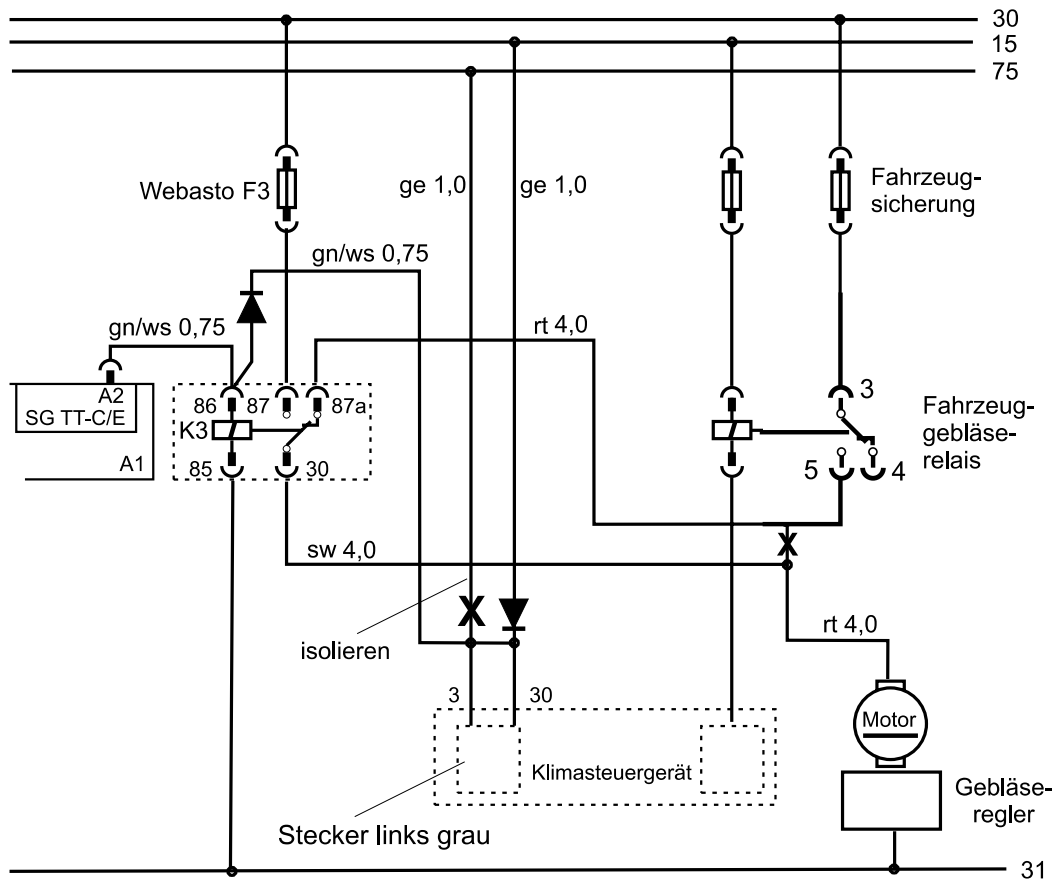 30
15
75
Webasto F3
ge 1,0
ge 1,0
Fahrzeug-
sicherung
gn/ws 0,75
gn/ws 0,75
rt 4,0
A2
SG TT-C/E
A1
86
87
87a
K3
85
30
3
Fahrzeug-
gebläse-
relais
5
4
sw 4,0
X
X
isolieren
rt 4,0
3
30
Motor
Klimasteuergerät
Gebläse-
regler
Stecker links grau
31